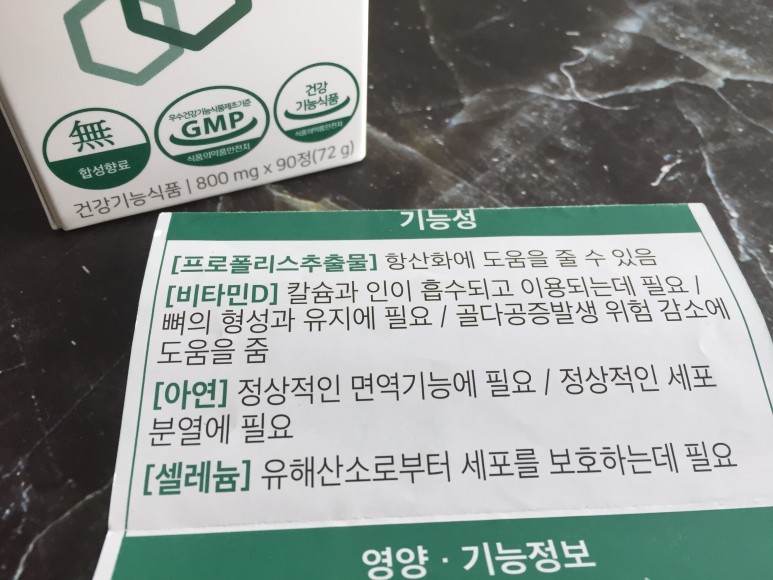 無
합성향료
우수건강기능식품제조기준
GMP
식품의약품안전처
건강
기능식품
식품의약품안전처
건강기능식품 | 800 mg x 90정(72 g)
기능성
[프로폴리스추출물] 항산화에 도움을 줄 수 있음
[비타민D] 칼슘과 인이 흡수되고 이용되는데 필요 /
뼈의 형성과 유지에 필요 / 골다공증발생 위험 감소에
도움을 줌
[아연] 정상적인 면역기능에 필요 / 정상적인 세포
분열에 필요
[셀레늄] 유해산소로부터 세포를 보호하는데 필요
영양 · 기능정보